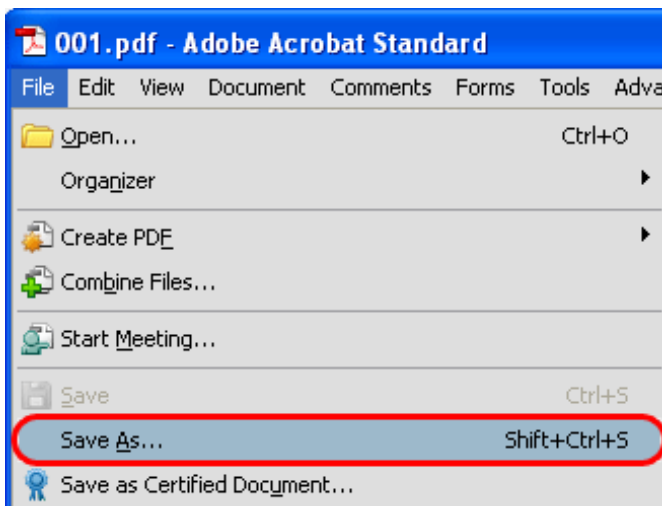 001.pdf - Adobe Acrobat Standard
File Edit View Document Comments Forms Tools Adva
Open... Ctrl+O
Organizer
Create PDF
Combine Files...
Start Meeting...
Save Ctrl+S
Save As... Shift+Ctrl+S
Save as Certified Document...